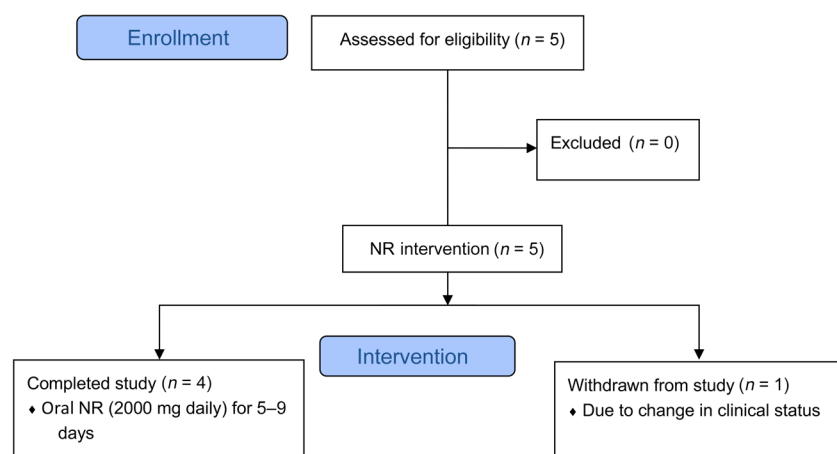 Enrollment
Assessed for eligibility (n = 5)
Excluded (n = 0)
NR intervention (n = 5)
Intervention
Completed study (n = 4)
♦ Oral NR (2000 mg daily) for 5–9
days
Withdrawn from study (n = 1)
♦ Due to change in clinical status